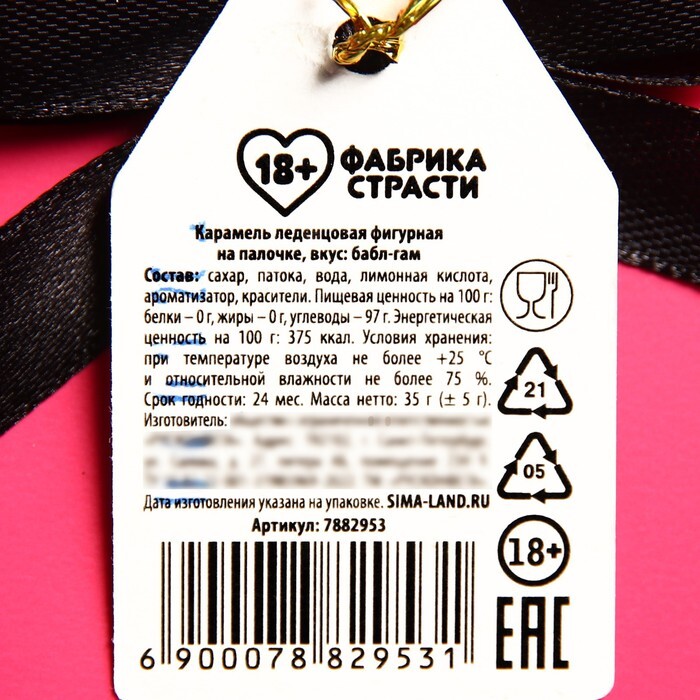 18+ ФАБРИКА
СТРАСТИ
Карамель леденцовая фигурная
на палочке, вкус: бабл-гам
Состав: сахар, патока, вода, лимонная кислота,
ароматизатор, красители. Пищевая ценность на 100 г:
белки – 0 г, жиры – 0 г, углеводы – 97 г. Энергетическая
ценность на 100 г: 375 ккал. Условия хранения:
при температуре воздуха не более +25 °С
и относительной влажности не более 75 %.
Срок годности: 24 мес. Масса нетто: 35 г (± 5 г).
Изготовитель:
Дата изготовления указана на упаковке. SIMA-LAND.RU
Артикул: 7882953
6 900078 829531
21
05
18+
EAC